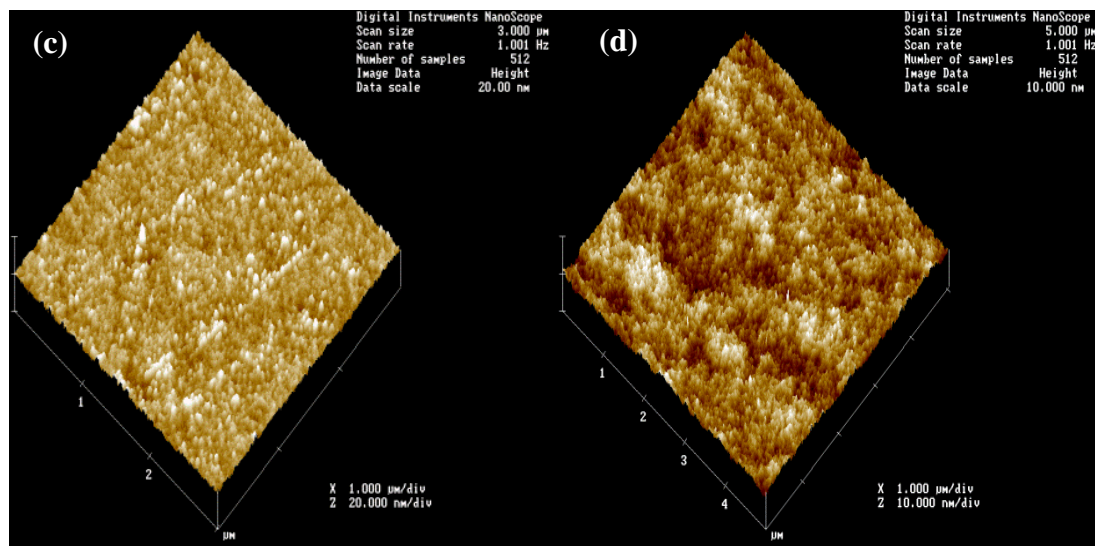 (c)
Digital Instruments NanoScope
Scan size 3.000 µm
Scan rate 1.001 Hz
Number of samples 512
Image Data Height
Data scale 20.00 nm
1
2
µm
X 1.000 µm/div
Z 20.000 nm/div
(d)
Digital Instruments NanoScope
Scan size 5.000 µm
Scan rate 1.001 Hz
Number of samples 512
Image Data Height
Data scale 10.000 nm
1
2
3
4
µm
X 1.000 µm/div
Z 10.000 nm/div